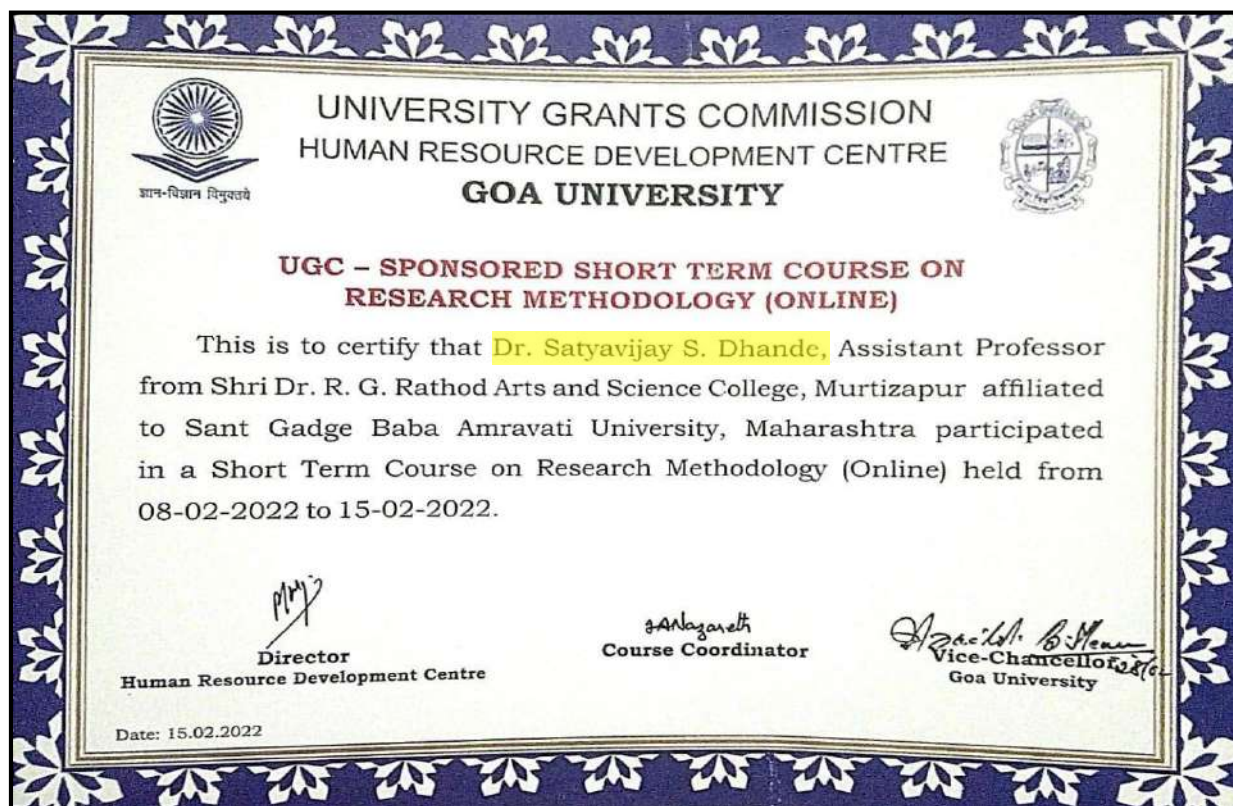 UNIVERSITY GRANTS COMMISSION
HUMAN RESOURCE DEVELOPMENT CENTRE
GOA UNIVERSITY
ज्ञान-विज्ञान विमुक्तये
UGC – SPONSORED SHORT TERM COURSE ON
RESEARCH METHODOLOGY (ONLINE)
This is to certify that Dr. Satyavijay S. Dhande, Assistant Professor
from Shri Dr. R. G. Rathod Arts and Science College, Murtizapur affiliated
to Sant Gadge Baba Amravati University, Maharashtra participated
in a Short Term Course on Research Methodology (Online) held from
08-02-2022 to 15-02-2022.
Director
Human Resource Development Centre
Nazareth
Course Coordinator
Vice-Chancellor
Goa University
Date: 15.02.2022